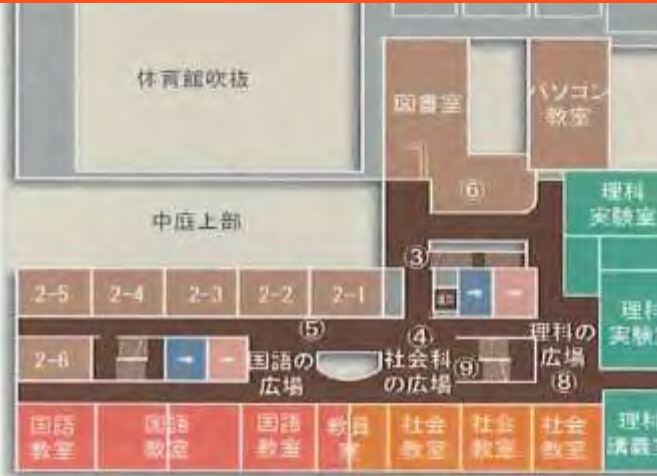 体育館吹抜
図書室
パソコン
教室
⑥
理科
実験室
中庭上部
③
2-5
2-4
2-3
2-2
2-1
理科
実験
⑤
④
2-6
国語の
広場
社会科
の広場
⑨
理科の
広場
⑧
国語
教室
国語
教室
国語
教室
教員
室
社会
教室
社会
教室
社会
教室
理科
講義室